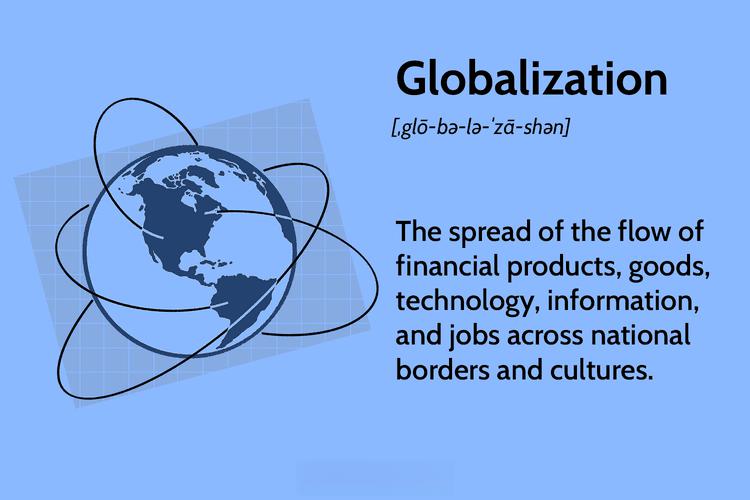 Globalization
[ˌglō-bə-lə-ˈzā-shən]
The spread of the flow of
financial products, goods,
technology, information,
and jobs across national
borders and cultures.